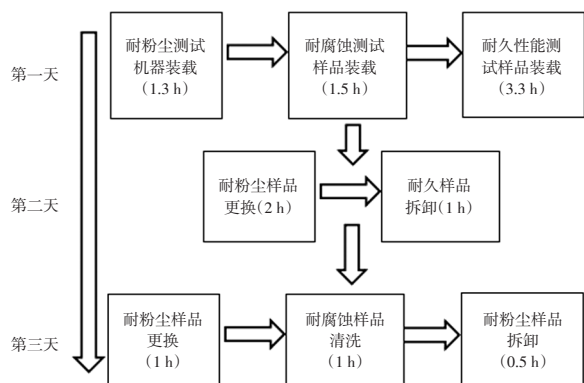 第一天
耐粉尘测试
机器装载
(1.3 h)
耐腐蚀测试
样品装载
(1.5 h)
耐久性能测
试样品装载
(3.3 h)
第二天
耐粉尘样品
更换(2 h)
耐久样品
拆卸(1 h)
第三天
耐粉尘样品
更换
(1 h)
耐腐蚀样品
清洗
(1 h)
耐粉尘样品
拆卸
(0.5 h)